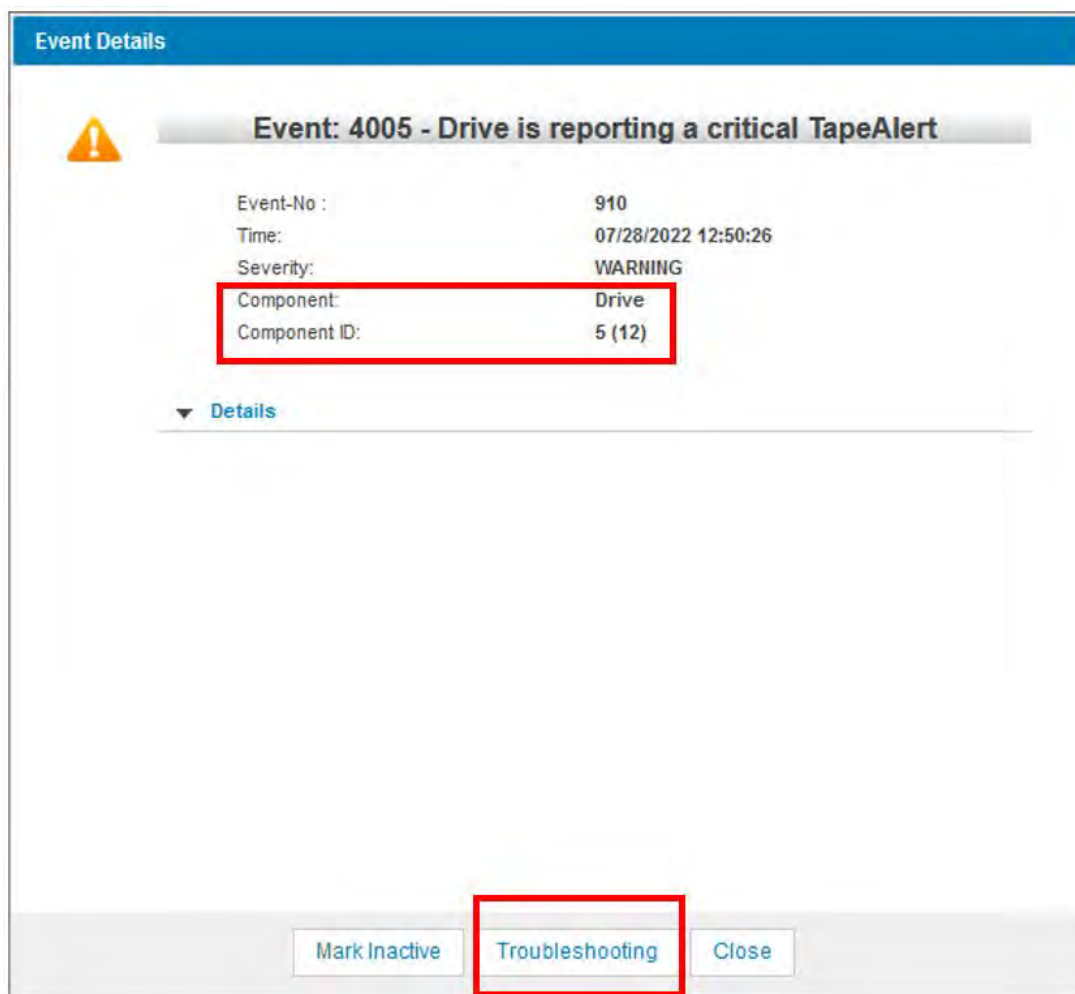 Event Details
Event: 4005 - Drive is reporting a critical TapeAlert
Event-No : 910
Time: 07/28/2022 12:50:26
Severity: WARNING
Component: Drive
Component ID: 5 (12)
Details
Mark Inactive Troubleshooting Close